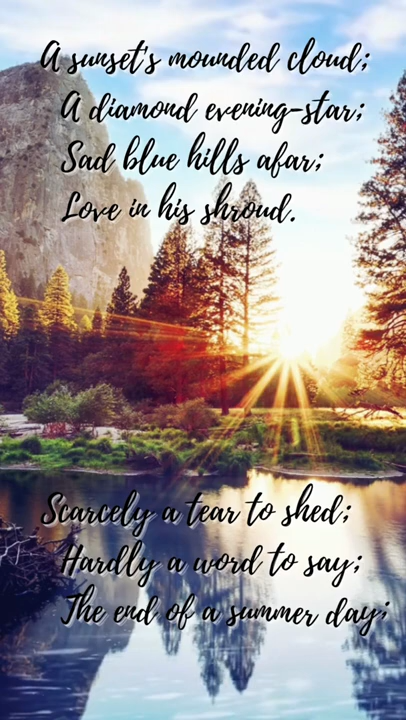 A sunset's mounded cloud;
A diamond evening-star;
Sad blue hills afar;
Love in his shroud.
Scarcely a tear to shed;
Hardly a word to say;
The end of a summer day;